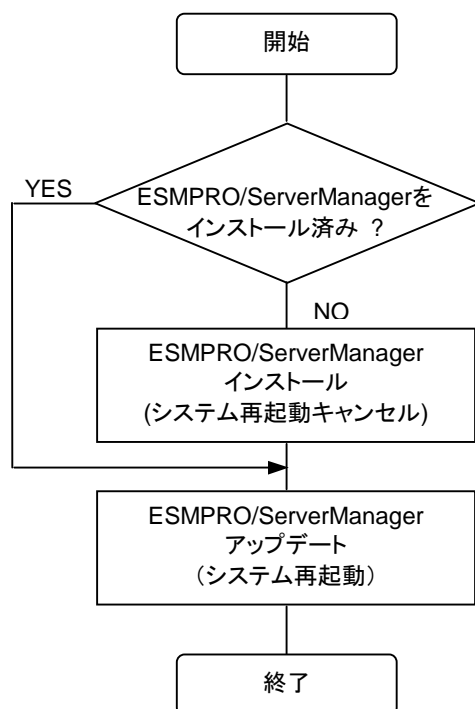 開始
YES
ESMPRO/ServerManagerを
インストール済み ?
NO
ESMPRO/ServerManager
インストール
(システム再起動キャンセル)
ESMPRO/ServerManager
アップデート
（システム再起動）
終了